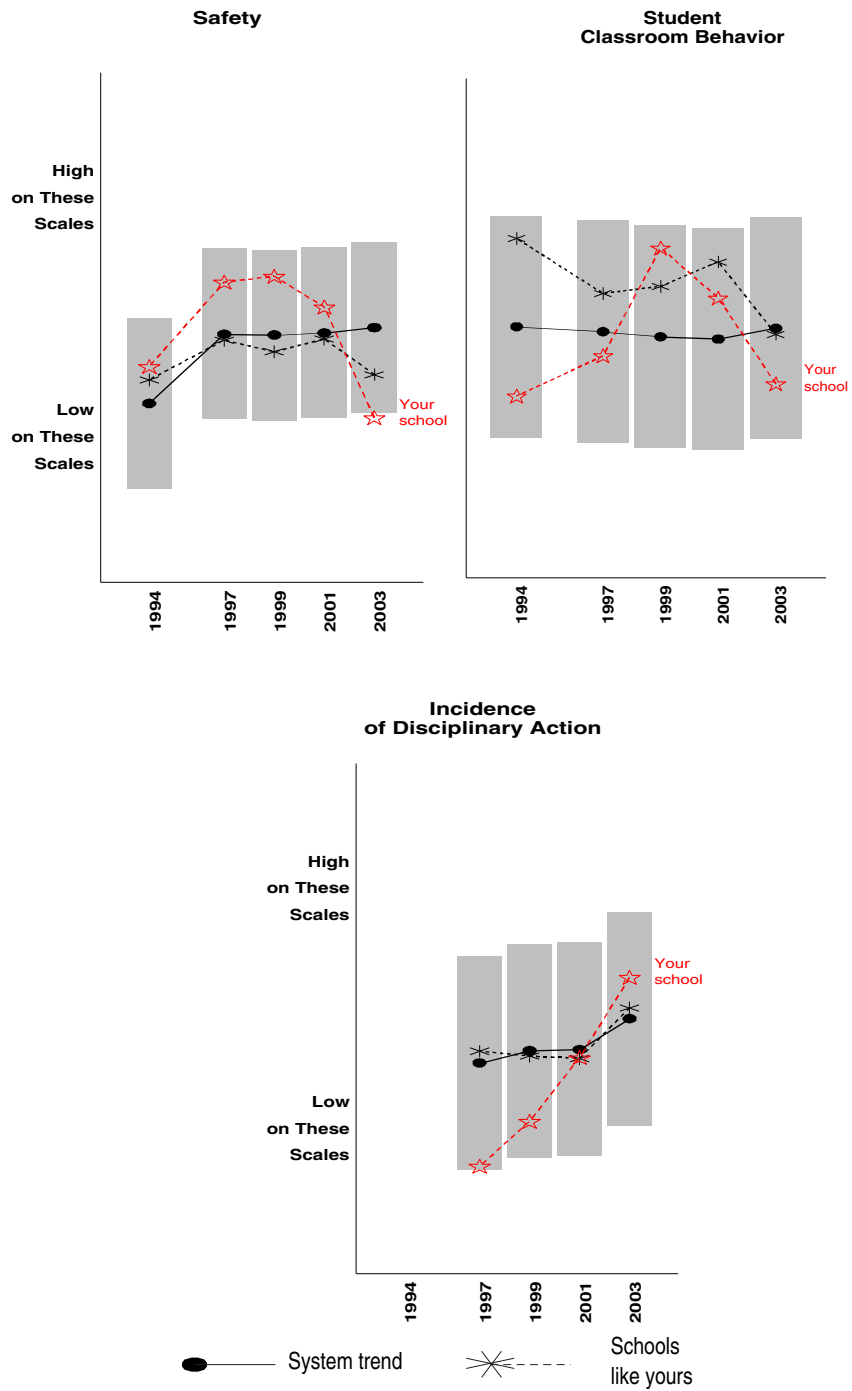 Safety
High
on These
Scales
Low
on These
Scales
Your
school
1994
1997
1999
2001
2003
Student
Classroom Behavior
Your
school
1994
1997
1999
2001
2003
Incidence
of Disciplinary Action
High
on These
Scales
Low
on These
Scales
Your
school
1994
1997
1999
2001
2003
System trend
Schools
like yours